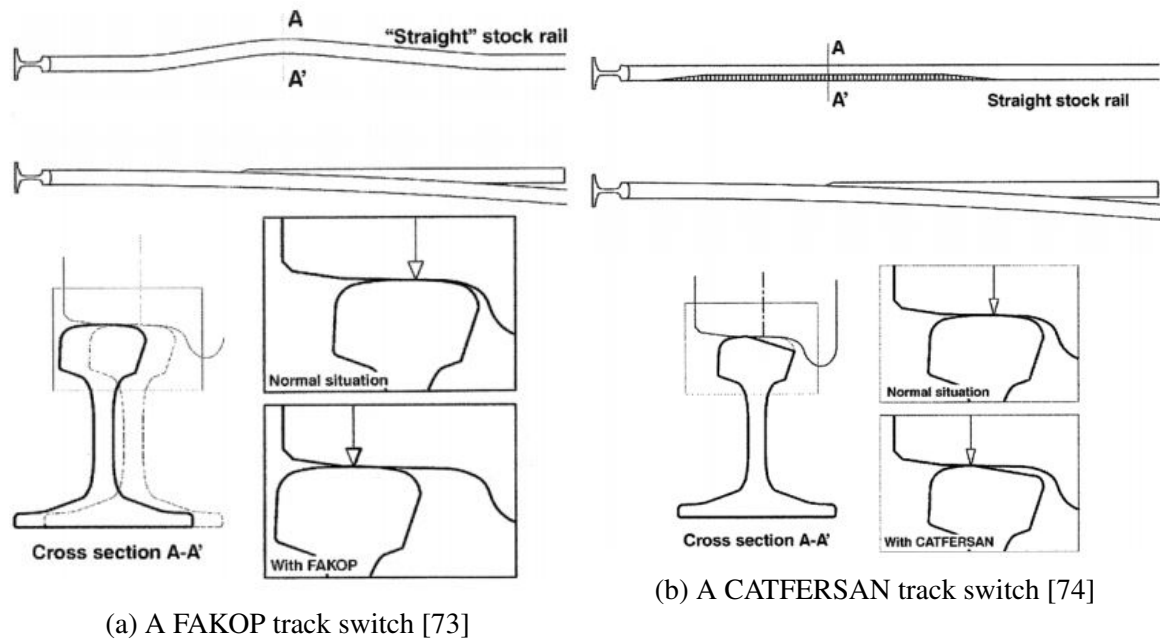 A
"Straight" stock rail
A'
Normal situation
With FAKOP
Cross section A-A'
(a) A FAKOP track switch [73]
A
A'
Straight stock rail
Normal situation
With CATFERSAN
Cross section A-A'
(b) A CATFERSAN track switch [74]